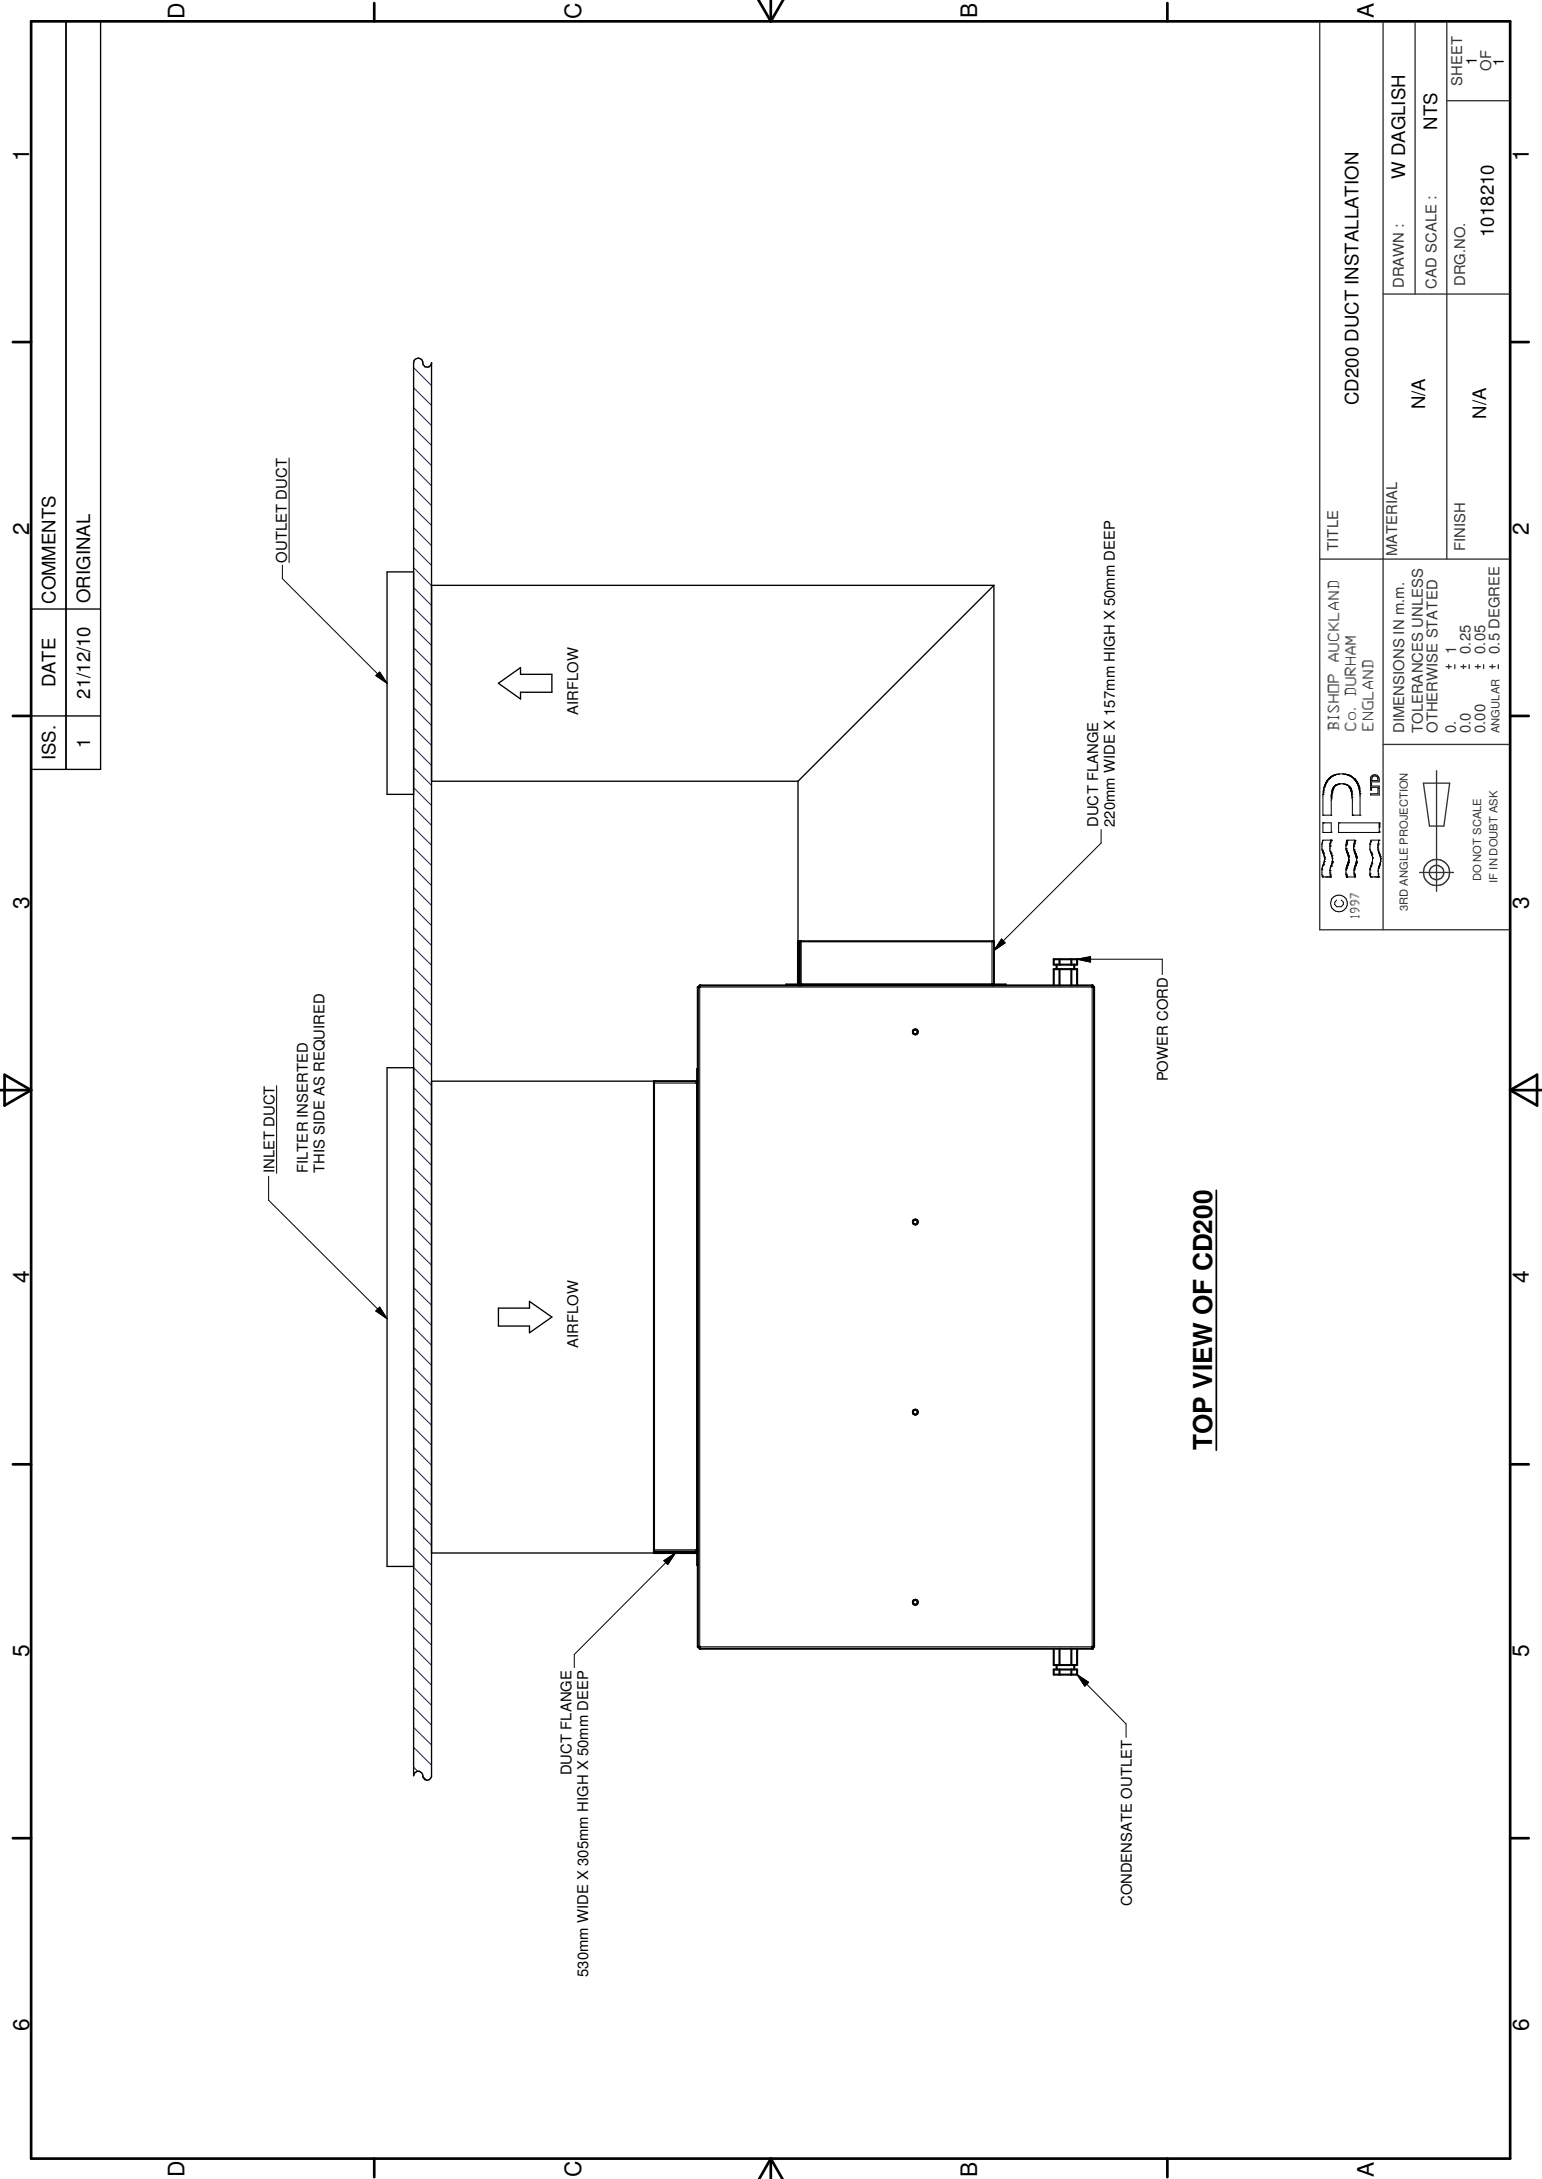 6
5
4
3
2
1
D
C
B
A
D
C
B
A
ISS.
DATE
COMMENTS
1
21/12/10
ORIGINAL
INLET DUCT
FILTER INSERTED
THIS SIDE AS REQUIRED
OUTLET DUCT
AIRFLOW
AIRFLOW
DUCT FLANGE
530mm WIDE X 305mm HIGH X 50mm DEEP
DUCT FLANGE
220mm WIDE X 157mm HIGH X 50mm DEEP
CONDENSATE OUTLET
POWER CORD
TOP VIEW OF CD200
© 1997
EIP LTD
BISHOP AUCKLAND
Co. DURHAM
ENGLAND
TITLE
CD200 DUCT INSTALLATION
3RD ANGLE PROJECTION
DO NOT SCALE
IF IN DOUBT ASK
DIMENSIONS IN m.m.
TOLERANCES UNLESS
OTHERWISE STATED
0. ± 1
0.0 ± 0.25
0.00 ± 0.05
ANGULAR ± 0.5 DEGREE
MATERIAL
N/A
FINISH
N/A
DRAWN : W DAGLISH
CAD SCALE : NTS
DRG.NO.
1018210
SHEET
1
OF
1
6
5
4
3
2
1